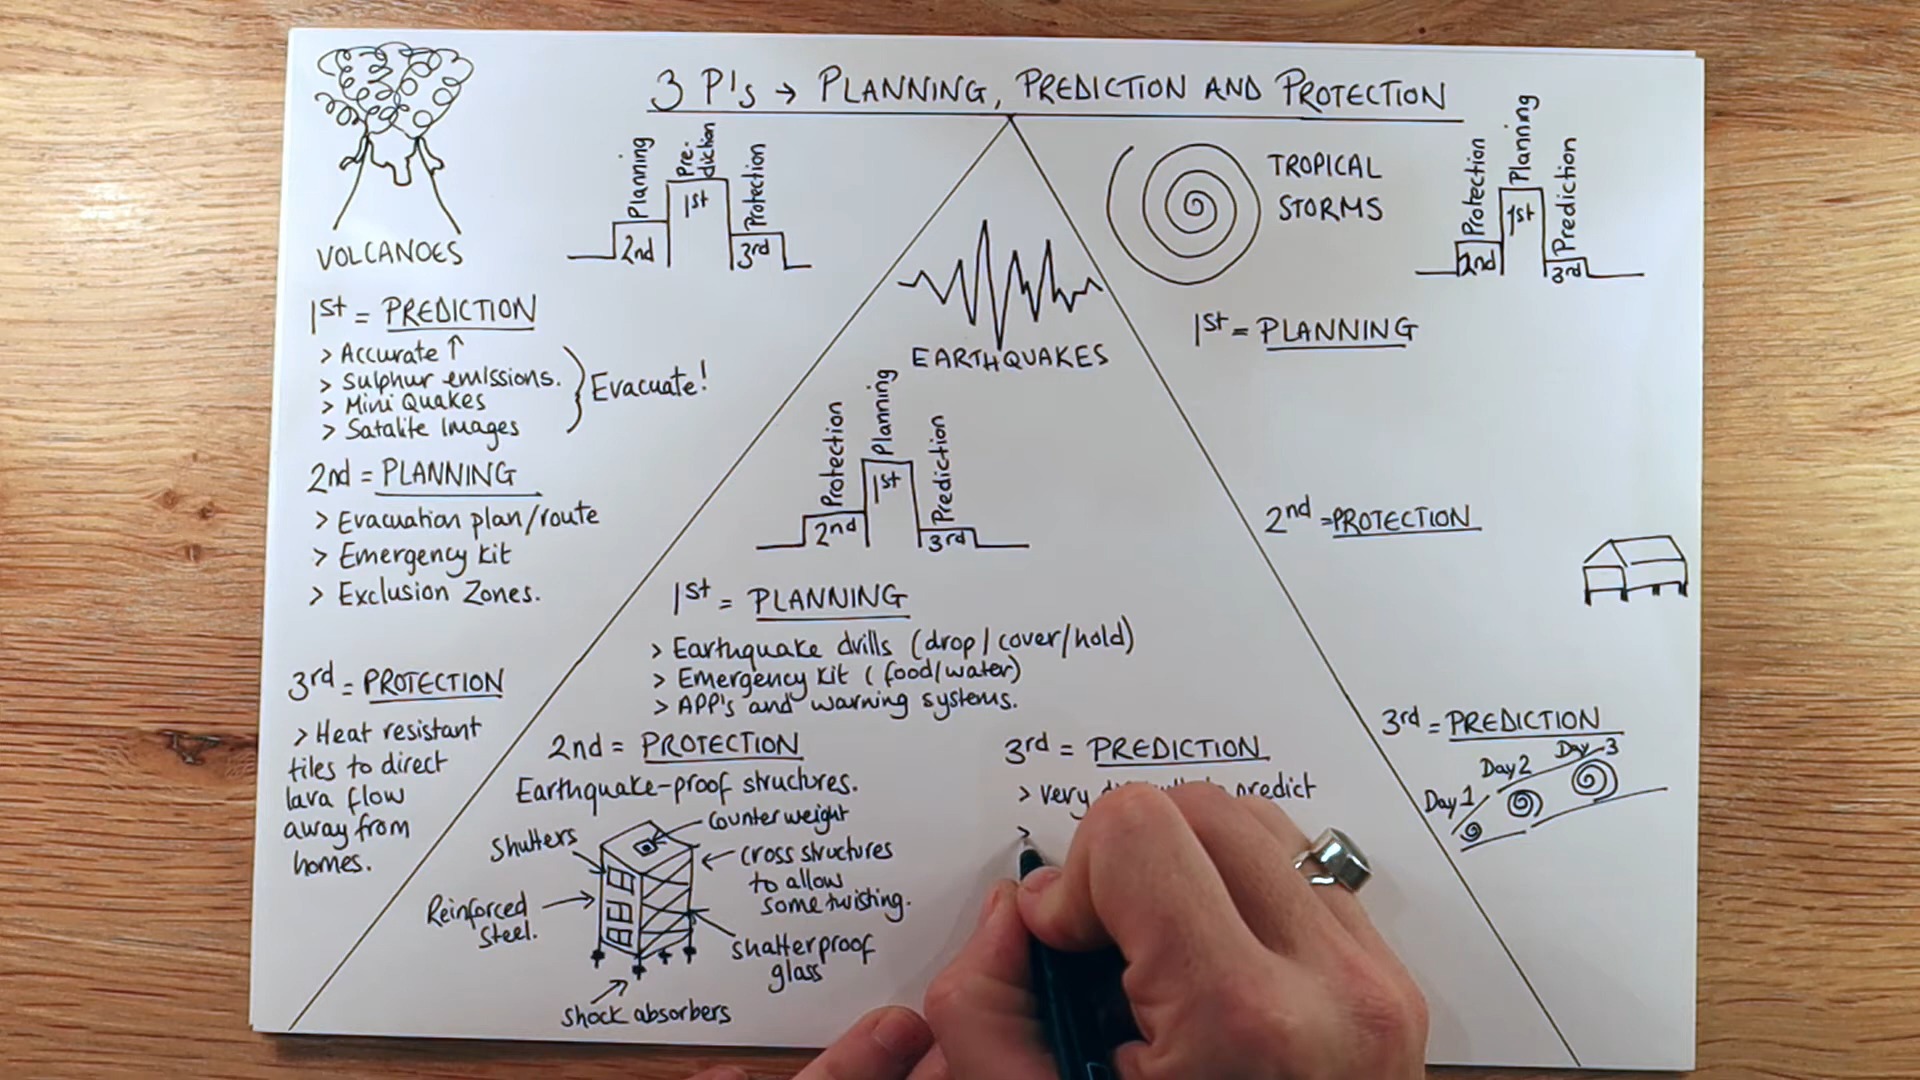 3 P's → PLANNING, PREDICTION AND PROTECTION
VOLCANOES
Planning
Pre-
diction
Protection
2nd
1st
3rd
1st = PREDICTION
> Accurate ↑
> Sulphur emissions.
> Mini Quakes
> Satalite Images
Evacuate!
2nd = PLANNING
> Evacuation plan/route
> Emergency Kit
> Exclusion Zones.
3rd = PROTECTION
> Heat resistant
tiles to direct
lava flow
away from
homes.
EARTHQUAKES
Protection
Planning
Prediction
2nd
1st
3rd
1st = PLANNING
> Earthquake drills (drop/cover/hold)
> Emergency Kit (food/water)
> APP's and warning systems.
2nd = PROTECTION
Earthquake-proof structures.
Shutters
Counter weight
Cross structures
to allow
some twisting.
Reinforced
Steel.
Shatterproof
glass
Shock absorbers
3rd = PREDICTION
> very
>
TROPICAL
STORMS
Protection
Planning
Prediction
2nd
1st
3rd
1st = PLANNING
2nd = PROTECTION
3rd = PREDICTION
Day 1
Day 2
Day 3